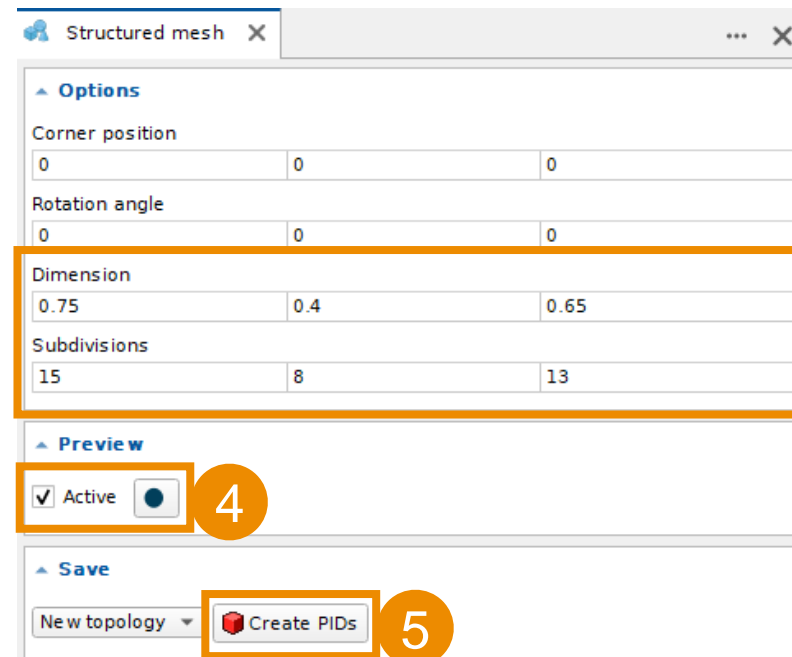 Structured mesh
Options
Corner position
0 0 0
Rotation angle
0 0 0
Dimension
0.75 0.4 0.65
Subdivisions
15 8 13
Preview
Active 4
Save
New topology Create PIDs 5